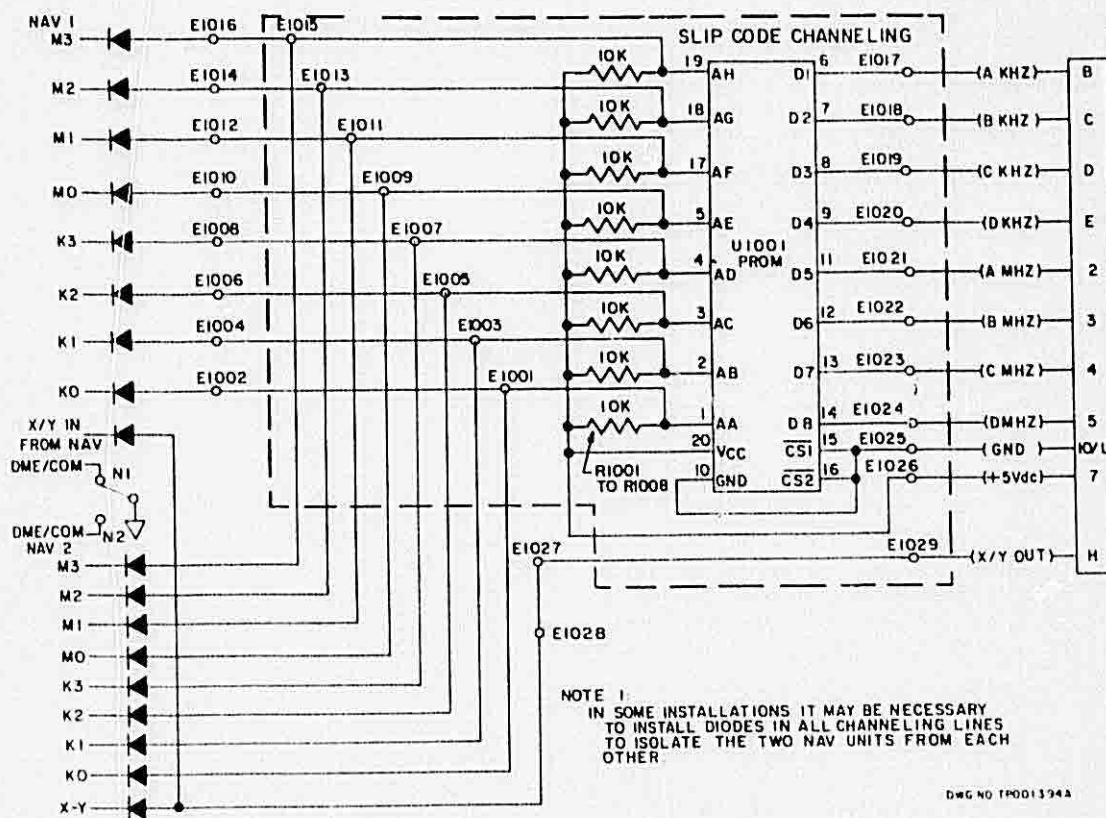 NAV 1
M3
E1016
E1015
M2
E1014
E1013
M1
E1012
E1011
M0
E1010
E1009
K3
E1008
E1007
K2
E1006
E1005
K1
E1004
E1003
K0
E1002
E1001
X/Y IN
FROM NAV
DME/COM
N1
DME/COM
N2
NAV 2
M3
M2
M1
M0
K3
K2
K1
K0
X-Y
SLIP CODE CHANNELING
10K
19 AH
10K
18 AG
10K
17 AF
10K
5 AE
10K
4 AD
10K
3 AC
10K
2 AB
10K
1 AA
20 VCC
10 GND
R1001
TO R1008
U1001
PROM
D1 6 E1017 (A KHZ) B
D2 7 E1018 (B KHZ) C
D3 8 E1019 (C KHZ) D
D4 9 E1020 (D KHZ) E
D5 11 E1021 (A MHZ) 2
D6 12 E1022 (B MHZ) 3
D7 13 E1023 (C MHZ) 4
D8 14 E1024 (D MHZ) 5
CS1 15 E1025 (GND)
CS2 16 E1026 (+5Vdc) 7
E1027
E1029 (X/Y OUT) H
E1028
NOTE 1:
IN SOME INSTALLATIONS IT MAY BE NECESSARY
TO INSTALL DIODES IN ALL CHANNELING LINES
TO ISOLATE THE TWO NAV UNITS FROM EACH
OTHER.
DWG NO TP001394A